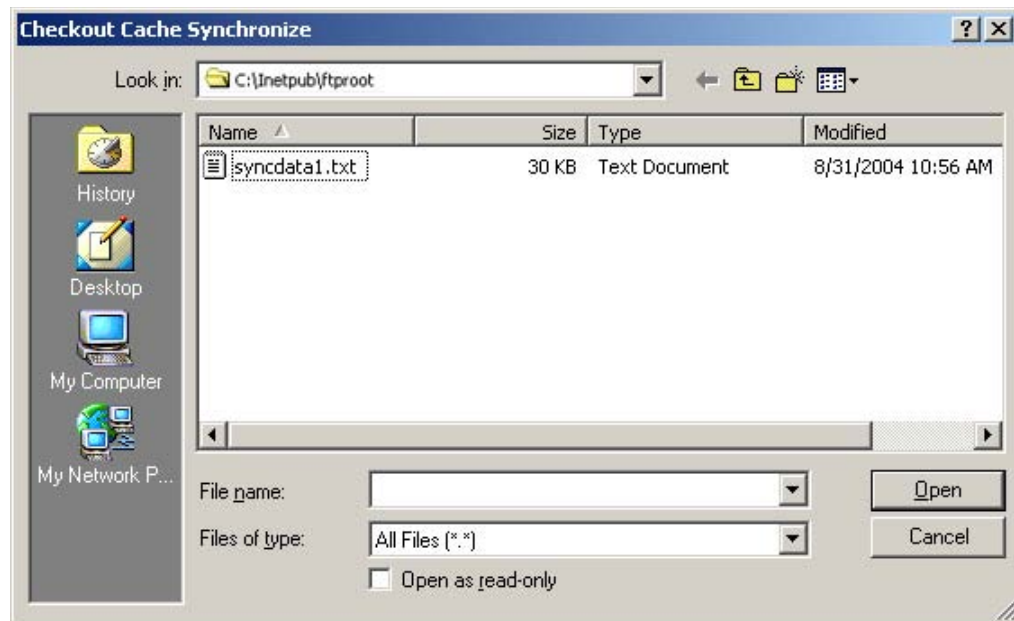 Checkout Cache Synchronize
Look in: C:\Inetpub\ftproot
Name Size Type Modified
syncdata1.txt 30 KB Text Document 8/31/2004 10:56 AM
History
Desktop
My Computer
My Network P...
File name: Open
Files of type: All Files (*.*) Cancel
Open as read-only